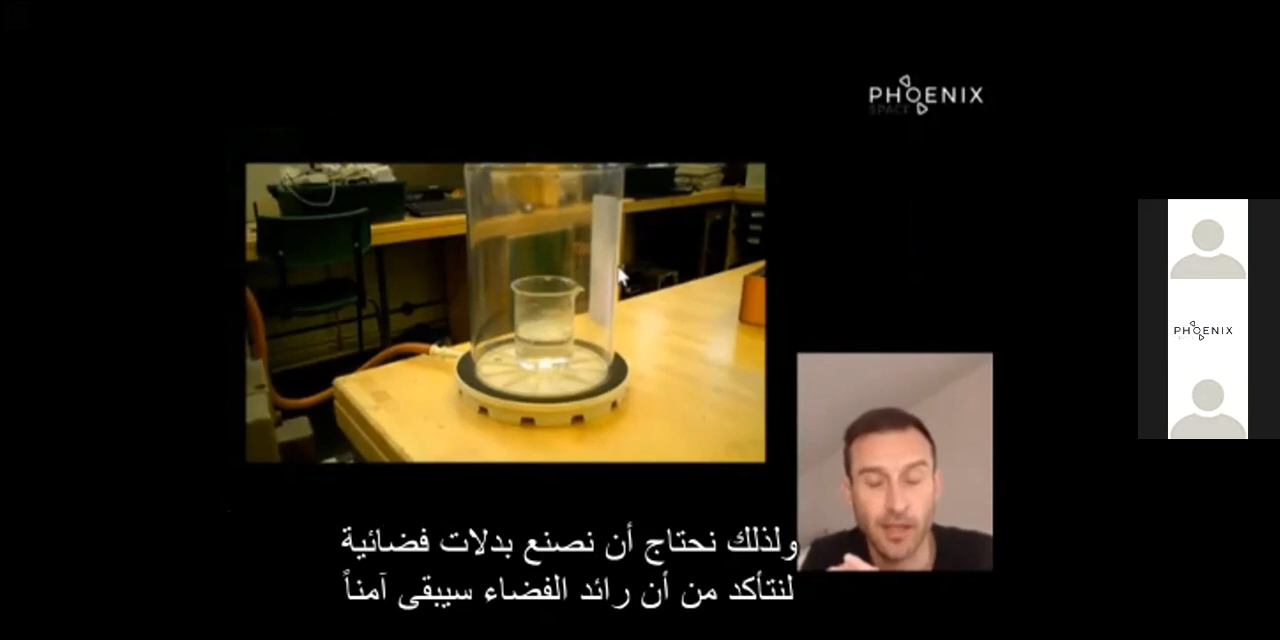 PHOENIX
SPACE
PHOENIX
ولذلك نحتاج أن نصنع بدلات فضائية
لنتأكد من أن رائد الفضاء سيبقى آمناً